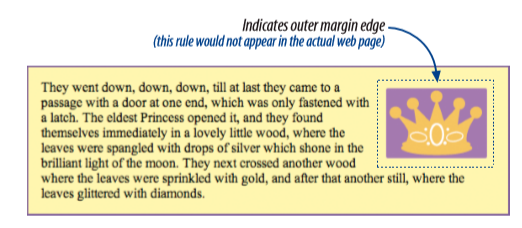 Indicates outer margin edge
(this rule would not appear in the actual web page)
They went down, down, down, till at last they came to a
passage with a door at one end, which was only fastened with
a latch. The eldest Princess opened it, and they found
themselves immediately in a lovely little wood, where the
leaves were spangled with drops of silver which shone in the
brilliant light of the moon. They next crossed another wood
where the leaves were sprinkled with gold, and after that another still, where the
leaves glittered with diamonds.